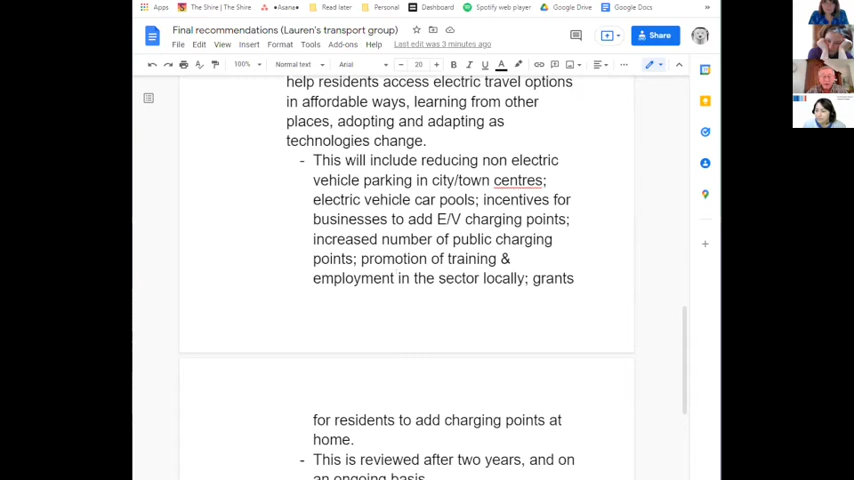 Apps The Shire | The Shire •Asana• Read later Personal Dashboard Spotify web player Google Drive Google Docs »
Final recommendations (Lauren's transport group)
File Edit View Insert Format Tools Add-ons Help Last edit was 3 minutes ago
Share
100% Normal text Arial 20 B I U A
help residents access electric travel options
in affordable ways, learning from other
places, adopting and adapting as
technologies change.
- This will include reducing non electric
vehicle parking in city/town centres;
electric vehicle car pools; incentives for
businesses to add E/V charging points;
increased number of public charging
points; promotion of training &
employment in the sector locally; grants
for residents to add charging points at
home.
- This is reviewed after two years, and on
an ongoing basis